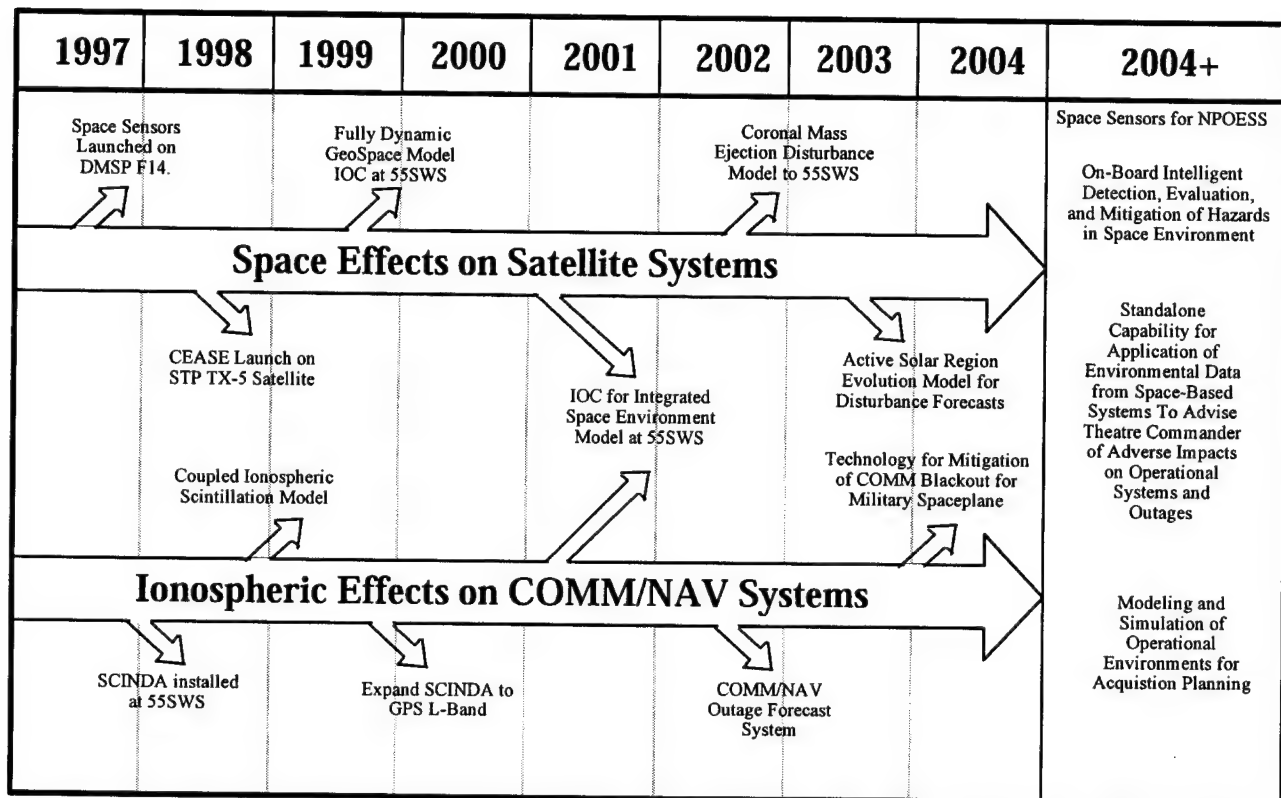 1997
1998
1999
2000
2001
2002
2003
2004
2004+
Space Sensors
Launched on
DMSP F14.
Fully Dynamic
GeoSpace Model
IOC at 55SWS
Coronal Mass
Ejection Disturbance
Model to 55SWS
Space Effects on Satellite Systems
CEASE Launch on
STP TX-5 Satellite
IOC for Integrated
Space Environment
Model at 55SWS
Active Solar Region
Evolution Model for
Disturbance Forecasts
Coupled Ionospheric
Scintillation Model
Technology for Mitigation
of COMM Blackout for
Military Spaceplane
Ionospheric Effects on COMM/NAV Systems
SCINDA installed
at 55SWS
Expand SCINDA to
GPS L-Band
COMM/NAV
Outage Forecast
System
Space Sensors for NPOESS
On-Board Intelligent
Detection, Evaluation,
and Mitigation of Hazards
in Space Environment
Standalone
Capability for
Application of
Environmental Data
from Space-Based
Systems To Advise
Theatre Commander
of Adverse Impacts
on Operational
Systems and
Outages
Modeling and
Simulation of
Operational
Environments for
Acquistion Planning